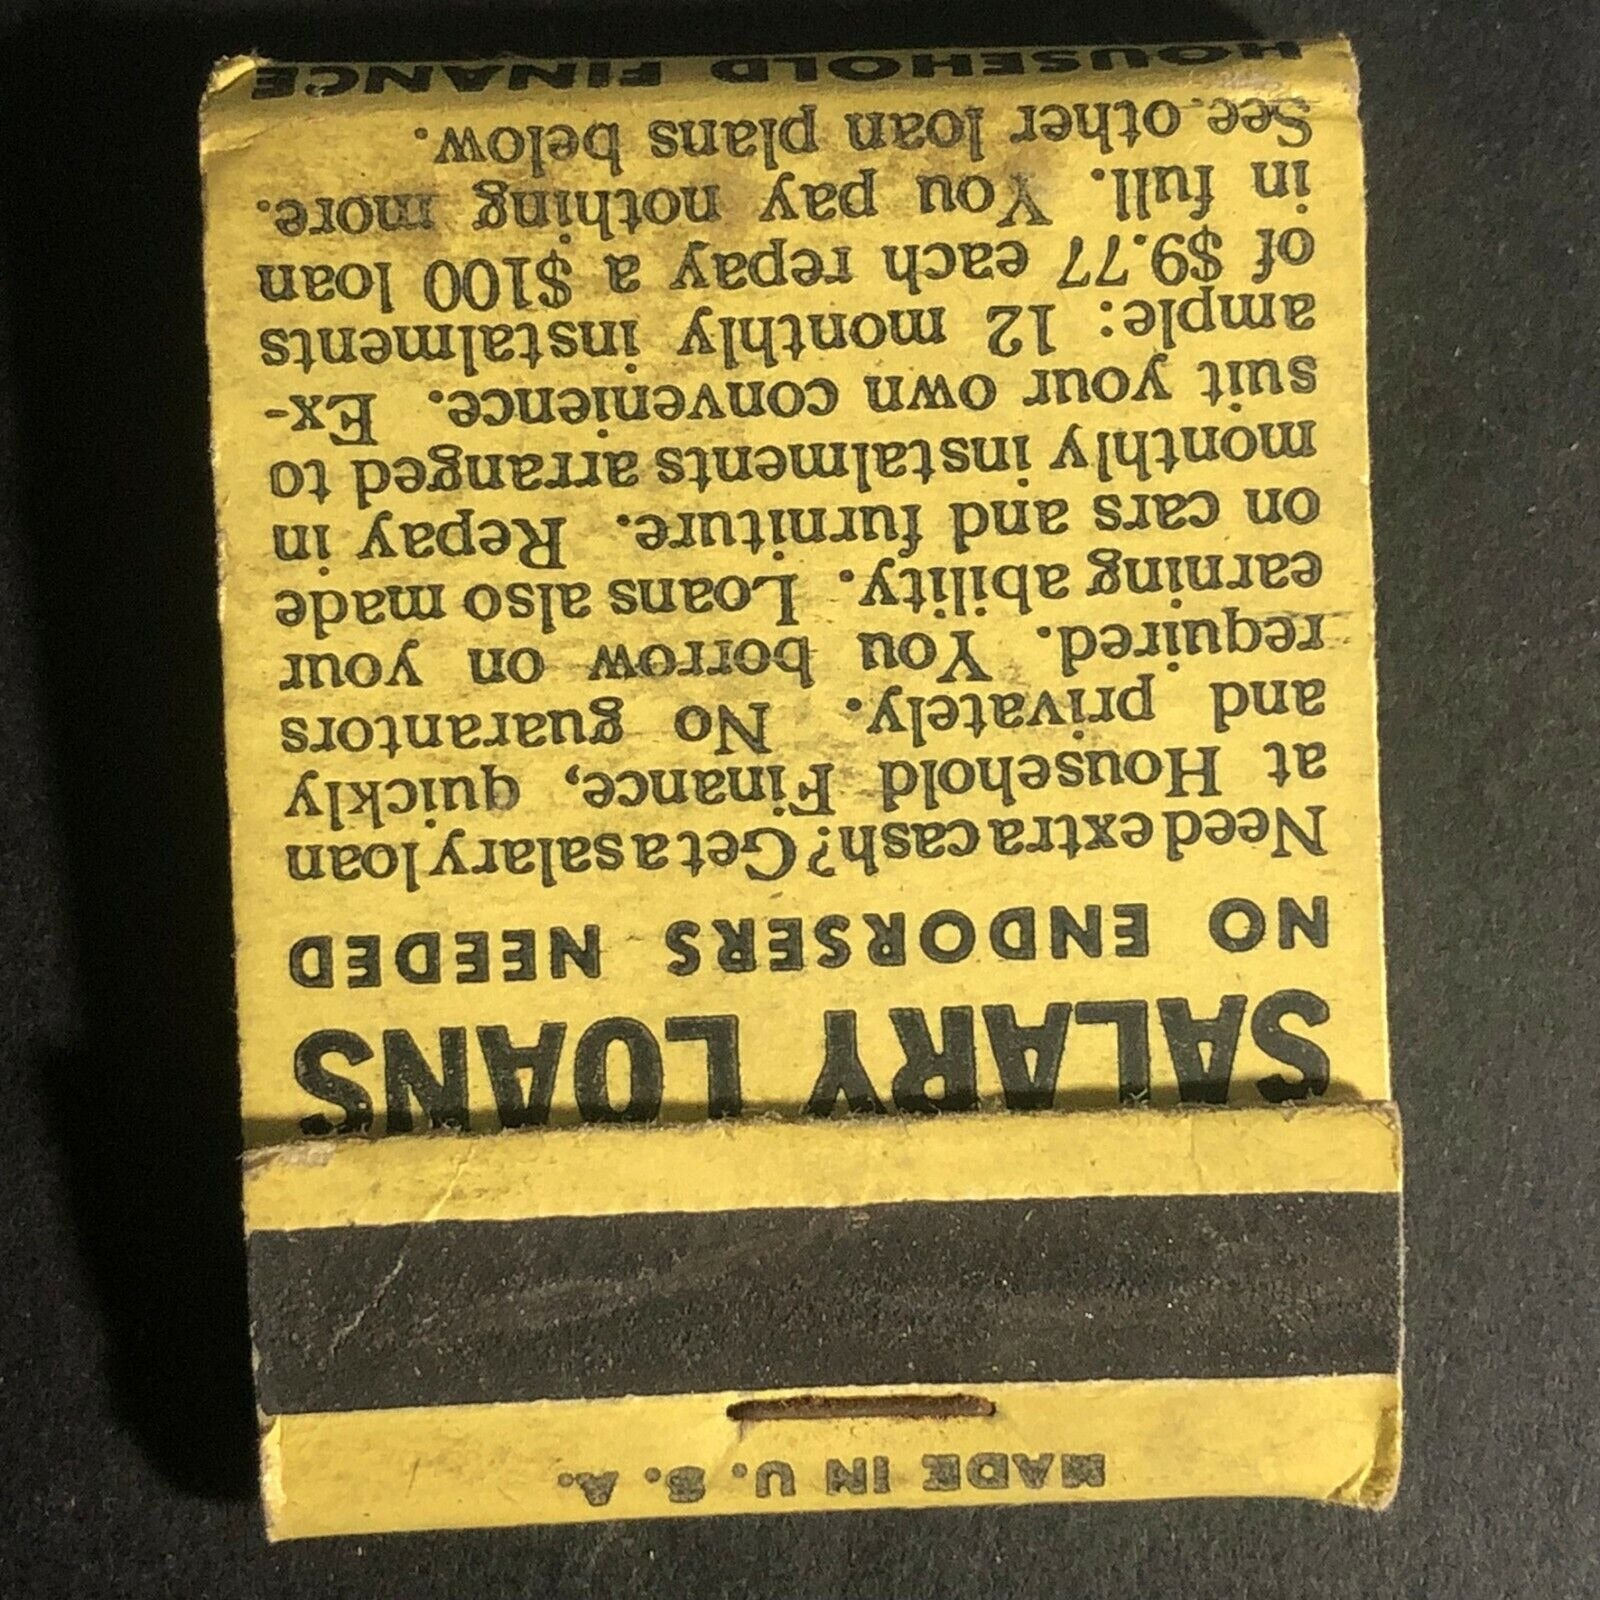 MADE IN U. S. A.
SALARY LOANS
NO ENDORSERS NEEDED
Need extra cash? Get a salary loan
at Household Finance, quickly
and privately. No guarantors
required. You borrow on your
earning ability. Loans also made
on cars and furniture. Repay in
monthly instalments arranged to
suit your own convenience. Ex-
ample: 12 monthly instalments
of $9.77 each repay a $100 loan
in full. You pay nothing more.
See other loan plans below.
HOUSEHOLD FINANCE